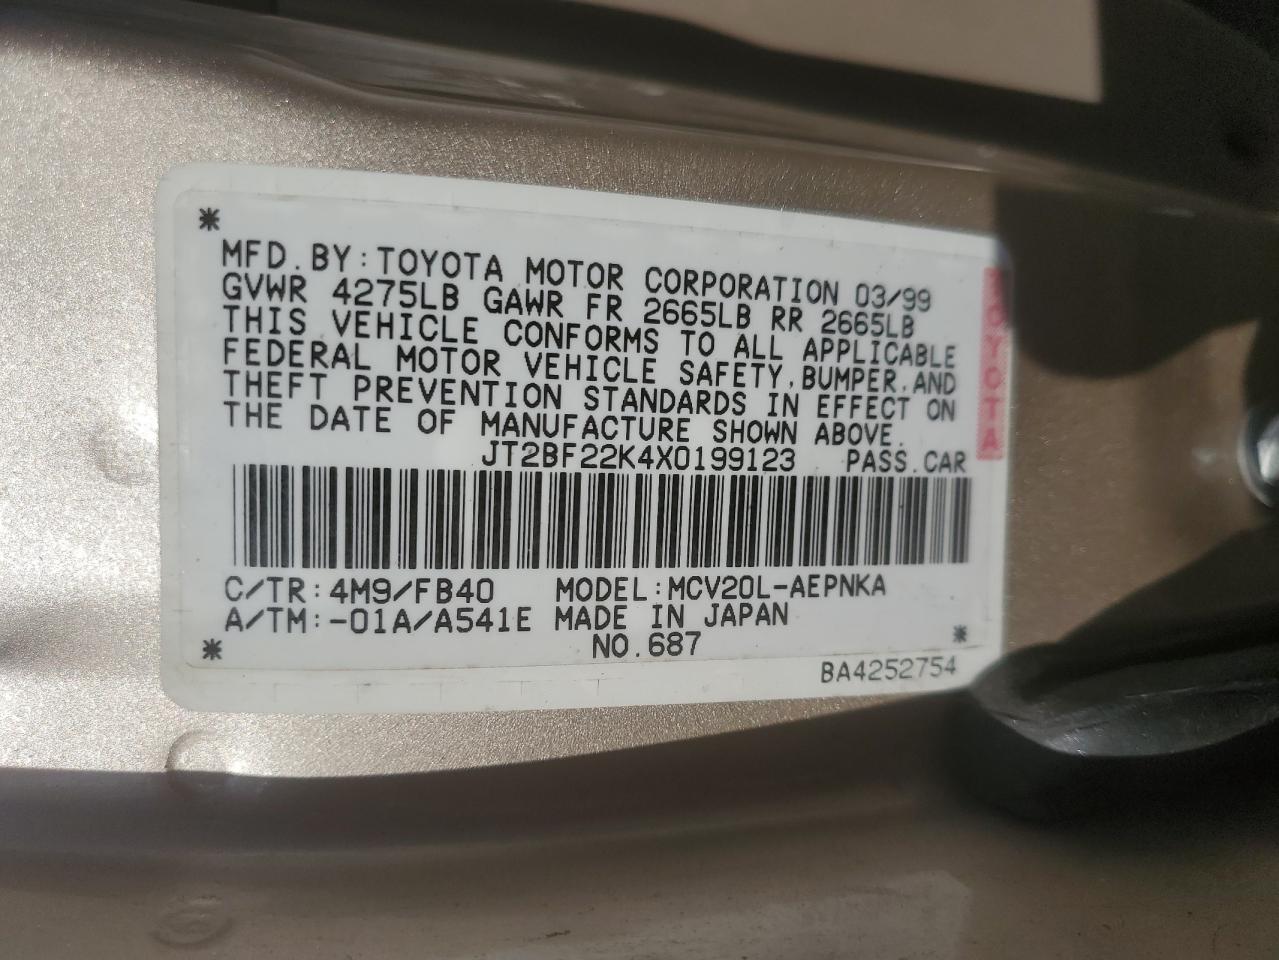 *
MFD.BY:TOYOTA MOTOR CORPORATION 03/99
GVWR 4275LB GAWR FR 2665LB RR 2665LB
THIS VEHICLE CONFORMS TO ALL APPLICABLE
FEDERAL MOTOR VEHICLE SAFETY,BUMPER,AND
THEFT PREVENTION STANDARDS IN EFFECT ON
THE DATE OF MANUFACTURE SHOWN ABOVE.
JT2BF22K4X0199123 PASS.CAR
C/TR:4M9/FB40 MODEL:MCV20L-AEPNKA
A/TM:-01A/A541E MADE IN JAPAN
* NO.687 *
BA4252754
TOYOTA